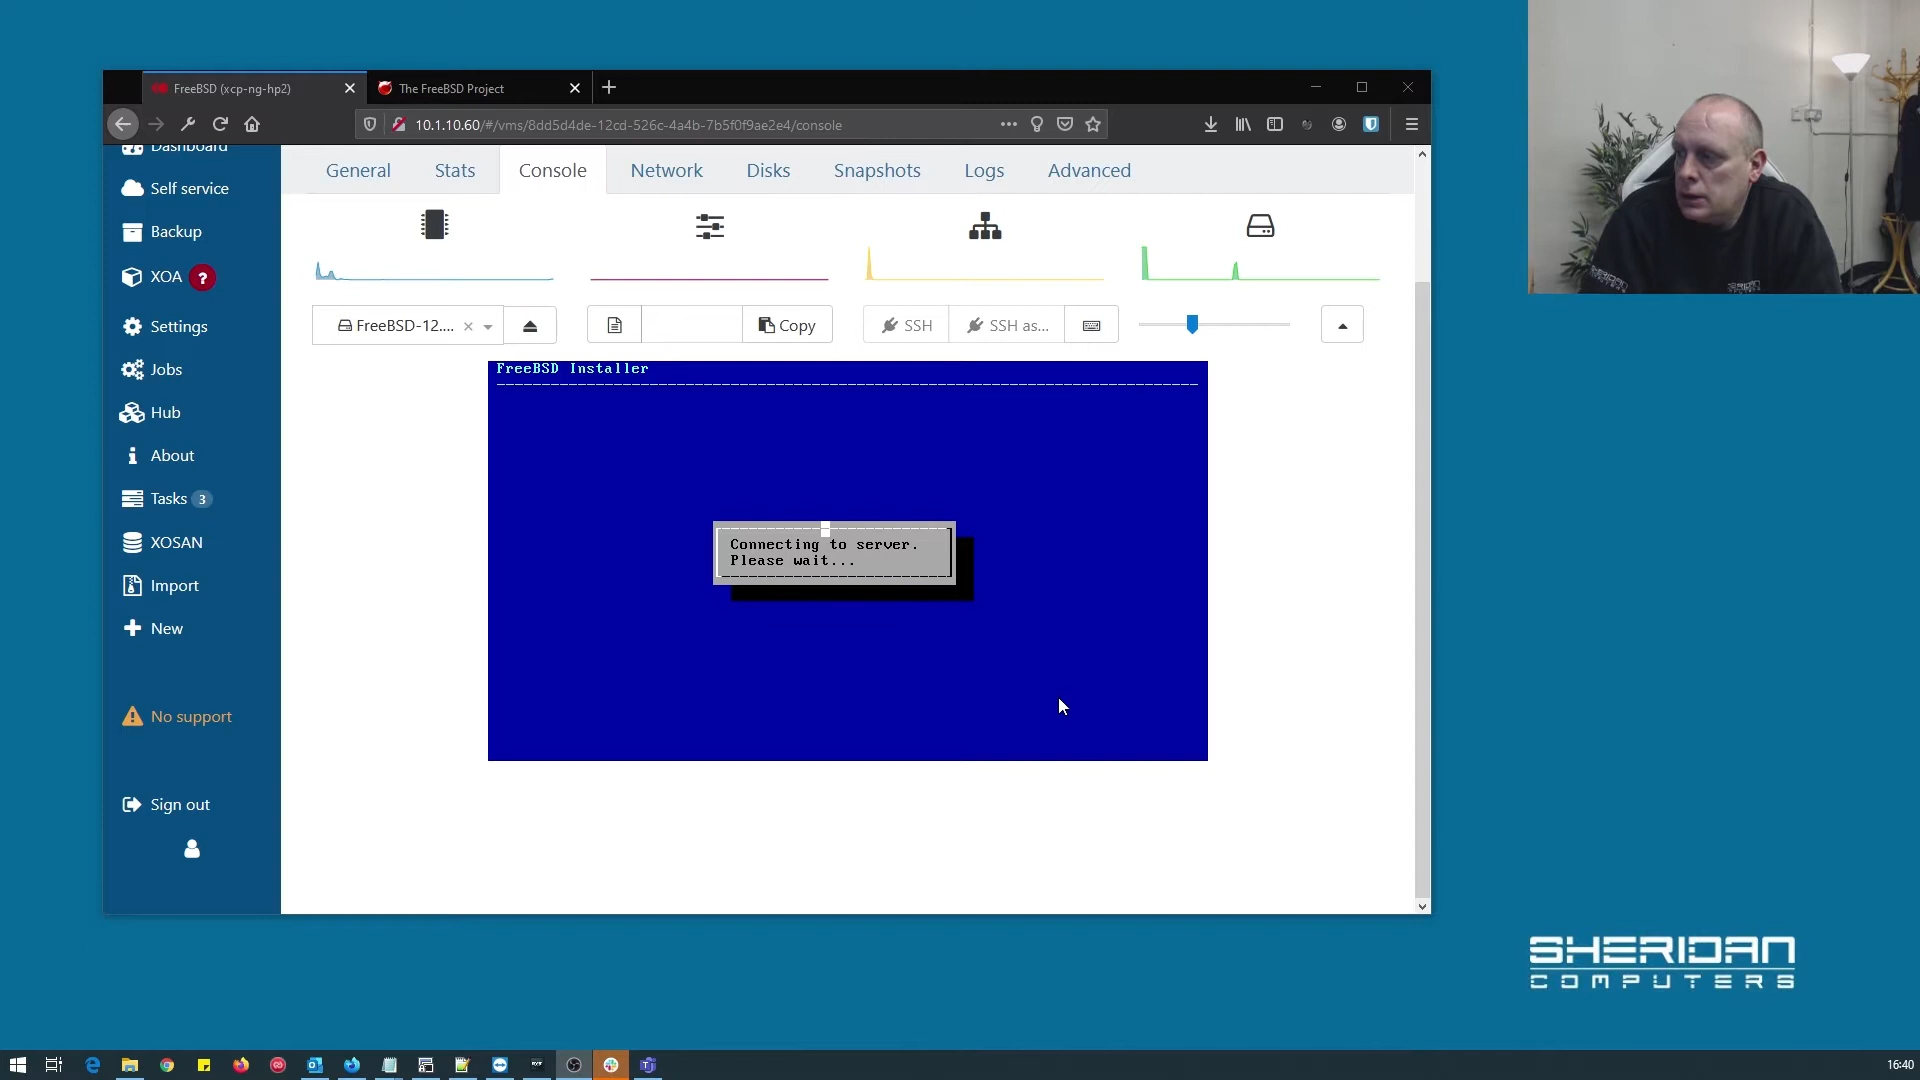 FreeBSD (xcp-ng-hp2)
The FreeBSD Project
10.1.10.60/#/vms/8dd5d4de-12cd-526c-4a4b-7b5f0f9ae2e4/console
Dashboard
Self service
Backup
XOA ?
Settings
Jobs
Hub
About
Tasks 3
XOSAN
Import
New
No support
Sign out
General Stats Console Network Disks Snapshots Logs Advanced
FreeBSD-12.... Copy SSH SSH as...
FreeBSD Installer
Connecting to server.
Please wait...
SHERIDAN
COMPUTERS
16:40